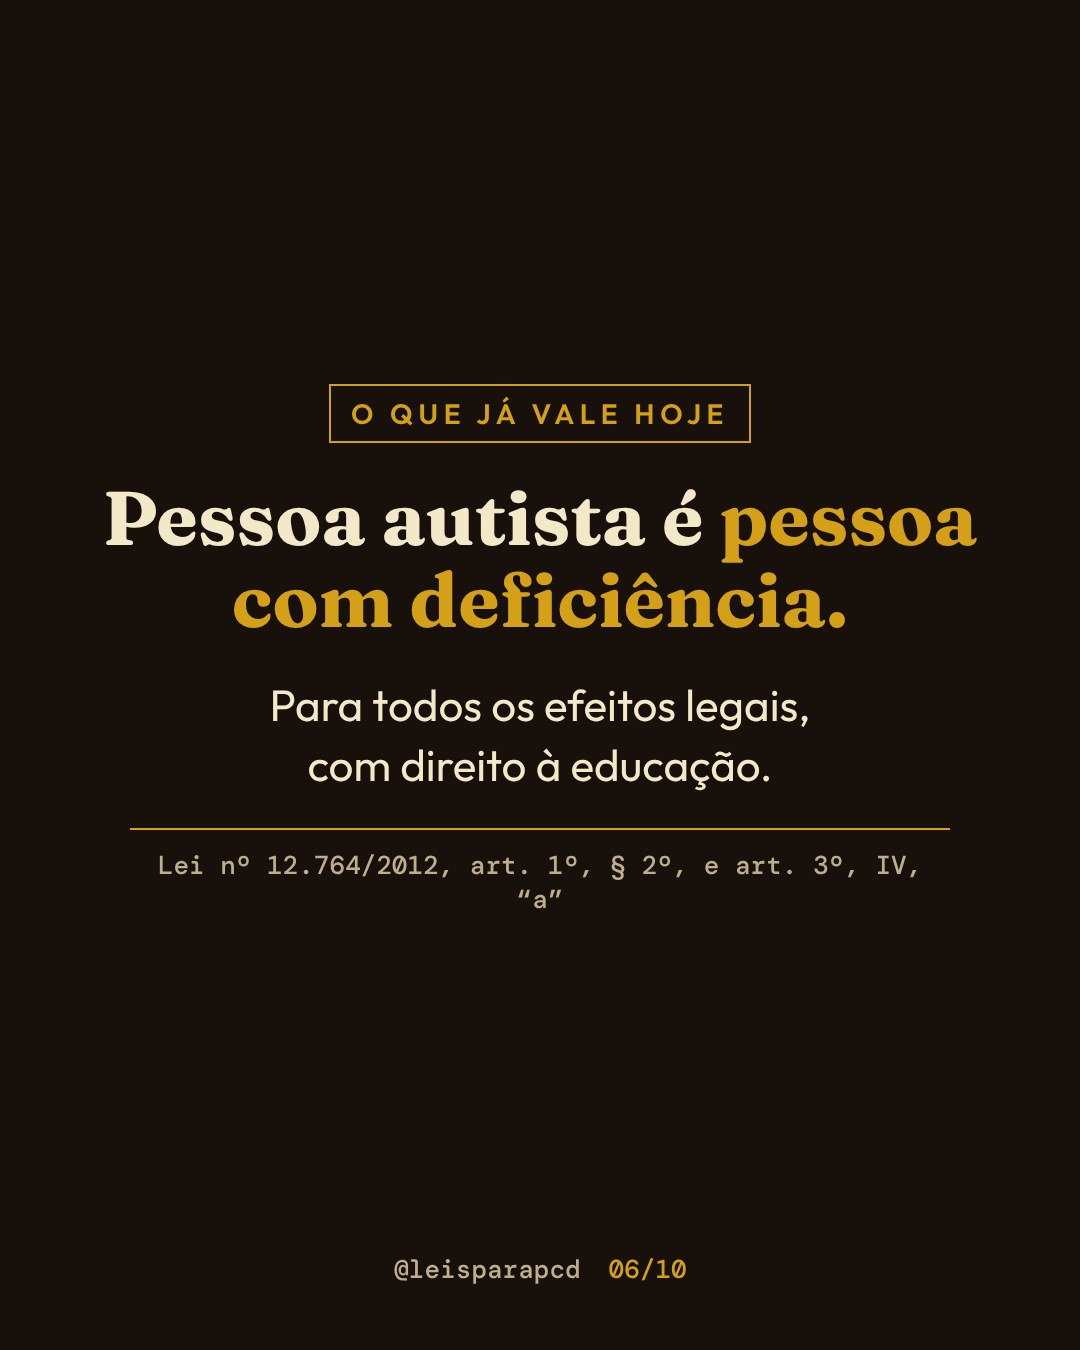 O QUE JÁ VALE HOJE
Pessoa autista é pessoa
com deficiência.
Para todos os efeitos legais,
com direito à educação.
Lei nº 12.764/2012, art. 1º, § 2º, e art. 3º, IV,
“a”
@leisparapcd 06/10